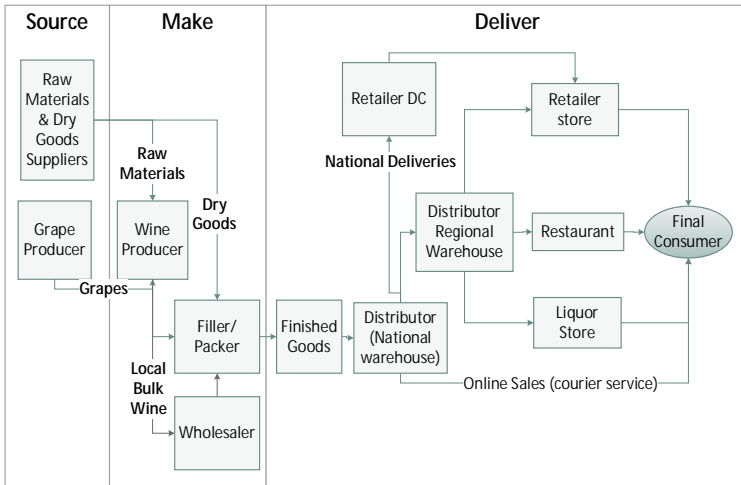 Source
Make
Deliver
Raw
Materials
& Dry
Goods
Suppliers
Raw
Materials
Dry
Goods
Grape
Producer
Wine
Producer
Grapes
Filler/
Packer
Local
Bulk
Wine
Wholesaler
Finished
Goods
Distributor
(National
warehouse)
Retailer DC
National Deliveries
Distributor
Regional
Warehouse
Retailer
store
Restaurant
Liquor
Store
Final
Consumer
Online Sales (courier service)